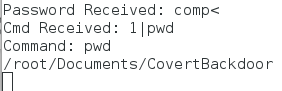 Password Received: comp<
Cmd Received: 1|pwd
Command: pwd
/root/Documents/CovertBackdoor